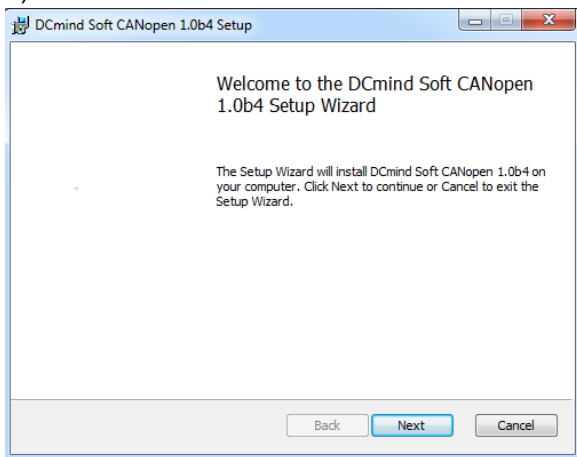 DCmind Soft CANopen 1.0b4 Setup
Welcome to the DCmind Soft CANopen
1.0b4 Setup Wizard
The Setup Wizard will install DCmind Soft CANopen 1.0b4 on
your computer. Click Next to continue or Cancel to exit the
Setup Wizard.
Back Next Cancel